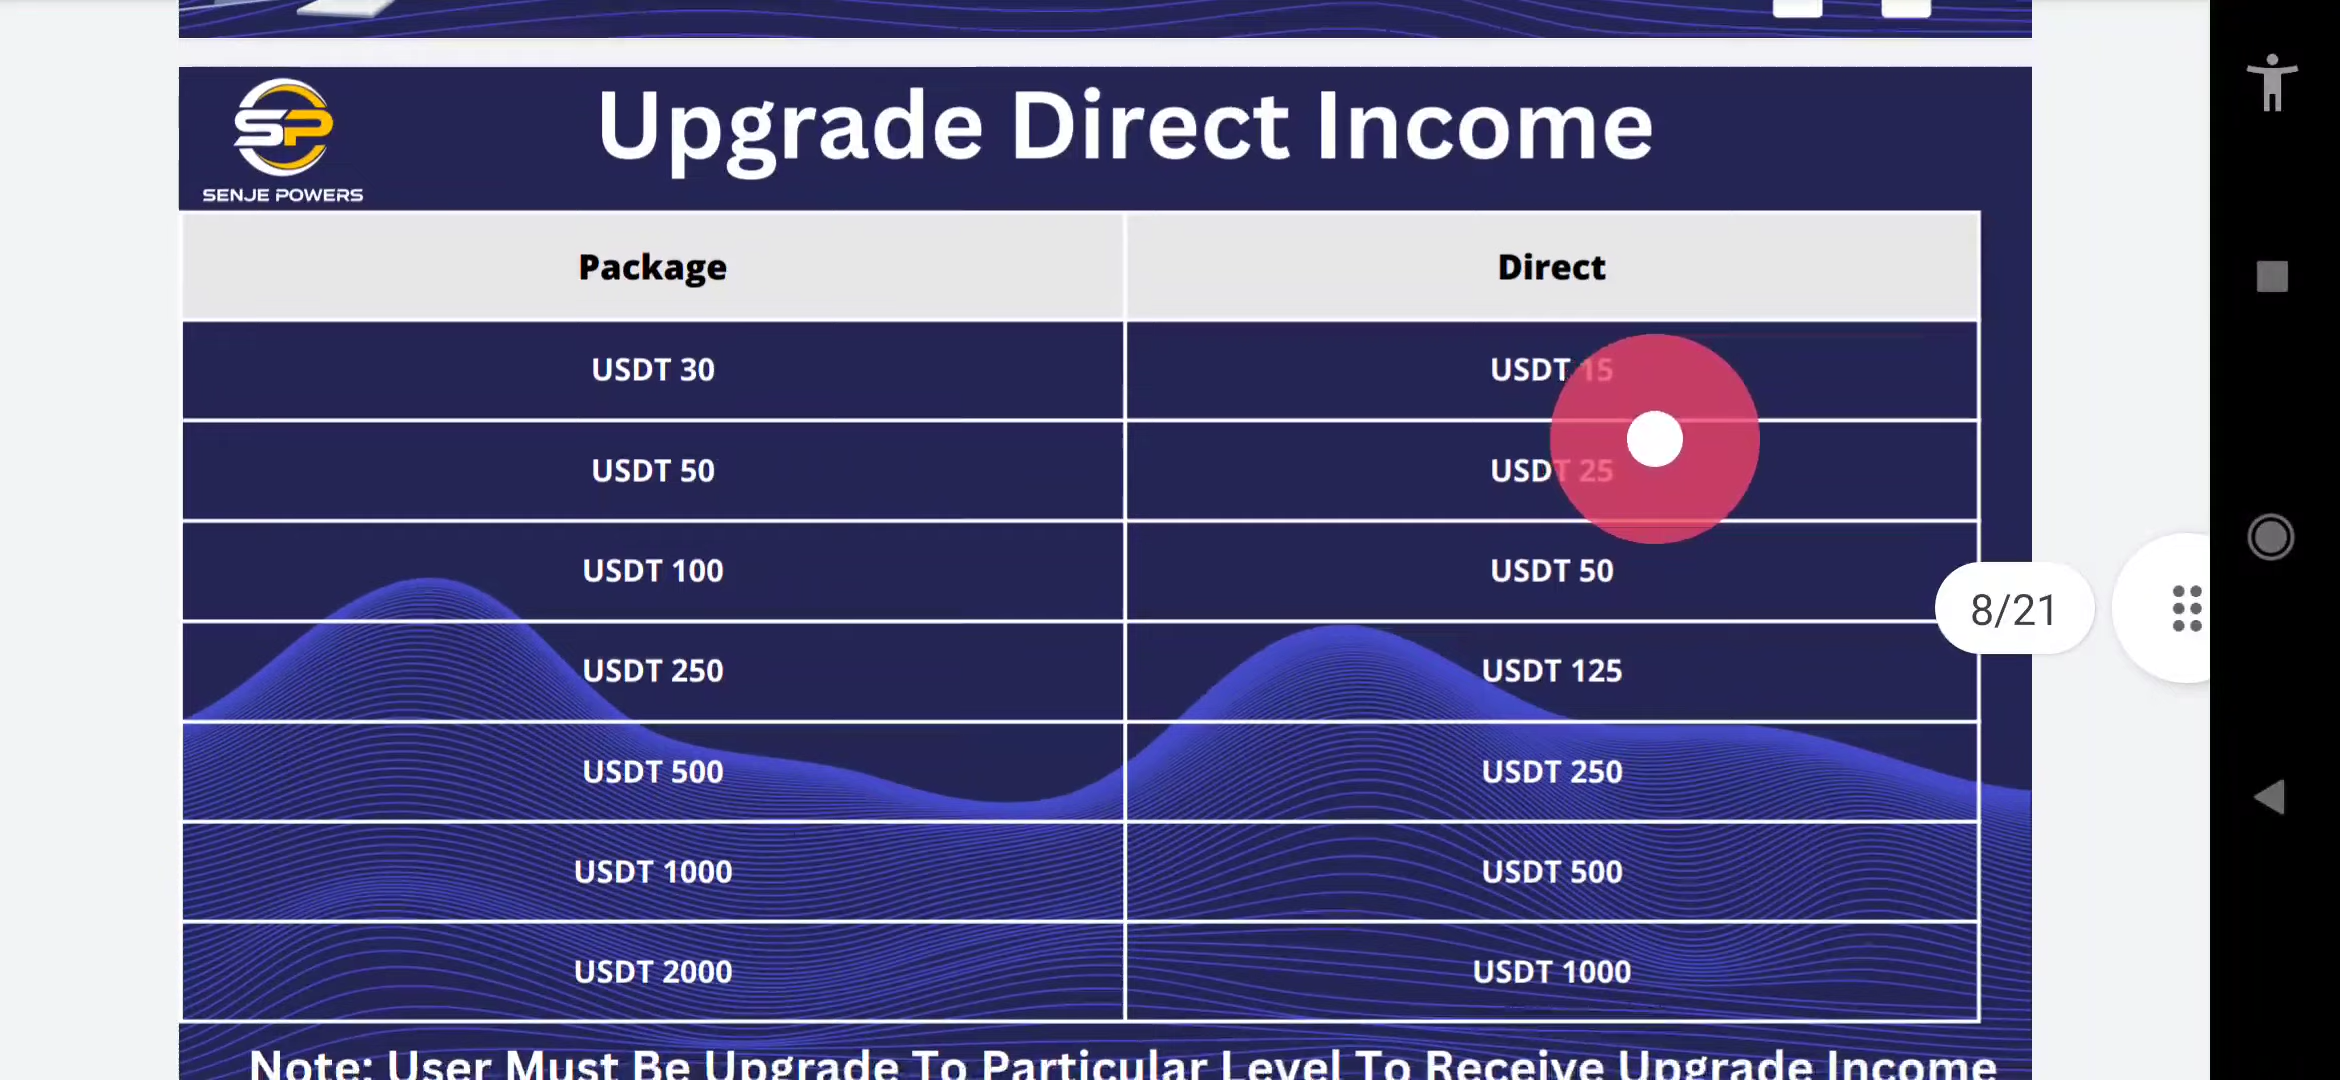 SP
SENJE POWERS
Upgrade Direct Income
Package Direct
USDT 30 USDT 15
USDT 50 USDT 25
USDT 100 USDT 50
USDT 250 USDT 125
USDT 500 USDT 250
USDT 1000 USDT 500
USDT 2000 USDT 1000
8/21
Note: User Must Be Upgrade To Particular Level To Receive Upgrade Income